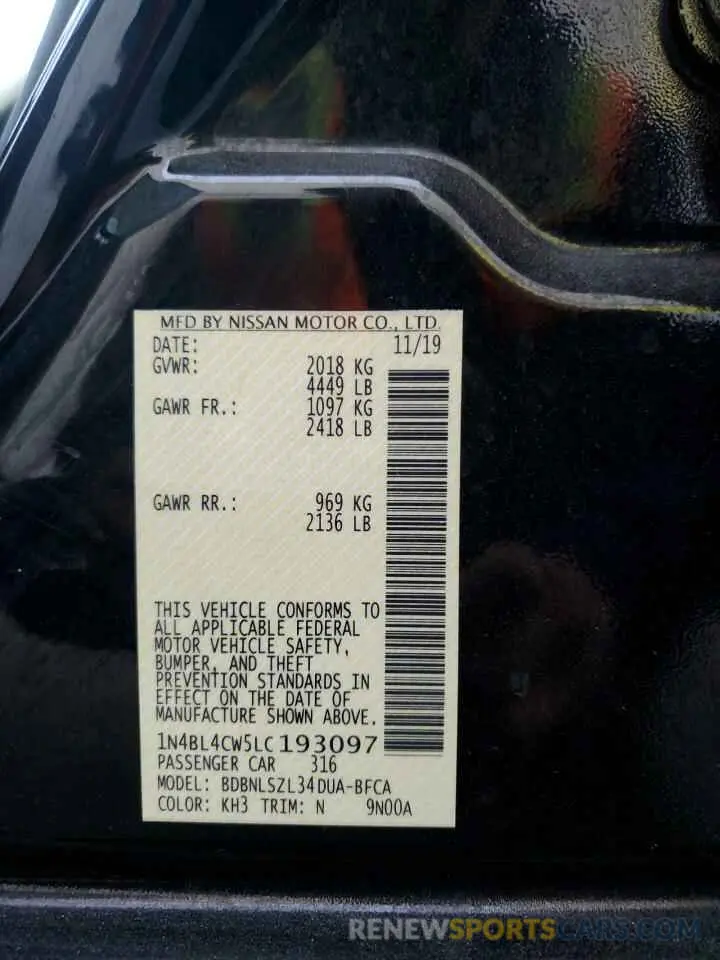 MFD BY NISSAN MOTOR CO., LTD.
DATE: 11/19
GVWR: 2018 KG
4449 LB
GAWR FR.: 1097 KG
2418 LB
GAWR RR.: 969 KG
2136 LB
THIS VEHICLE CONFORMS TO
ALL APPLICABLE FEDERAL
MOTOR VEHICLE SAFETY,
BUMPER, AND THEFT
PREVENTION STANDARDS IN
EFFECT ON THE DATE OF
MANUFACTURE SHOWN ABOVE.
1N4BL4CW5LC193097
PASSENGER CAR 316
MODEL: BDBNLSZL34DUA-BFCA
COLOR: KH3 TRIM: N 9N00A
RENEWSPORTSCARS.COM